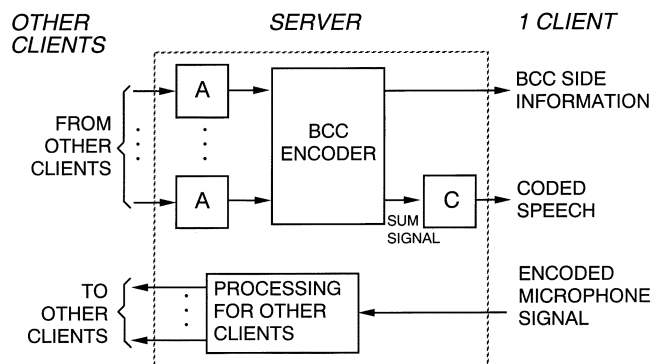 OTHER
CLIENTS
SERVER
1 CLIENT
FROM
OTHER
CLIENTS
A
A
BCC
ENCODER
BCC SIDE
INFORMATION
SUM
SIGNAL
C
CODED
SPEECH
TO
OTHER
CLIENTS
PROCESSING
FOR OTHER
CLIENTS
ENCODED
MICROPHONE
SIGNAL